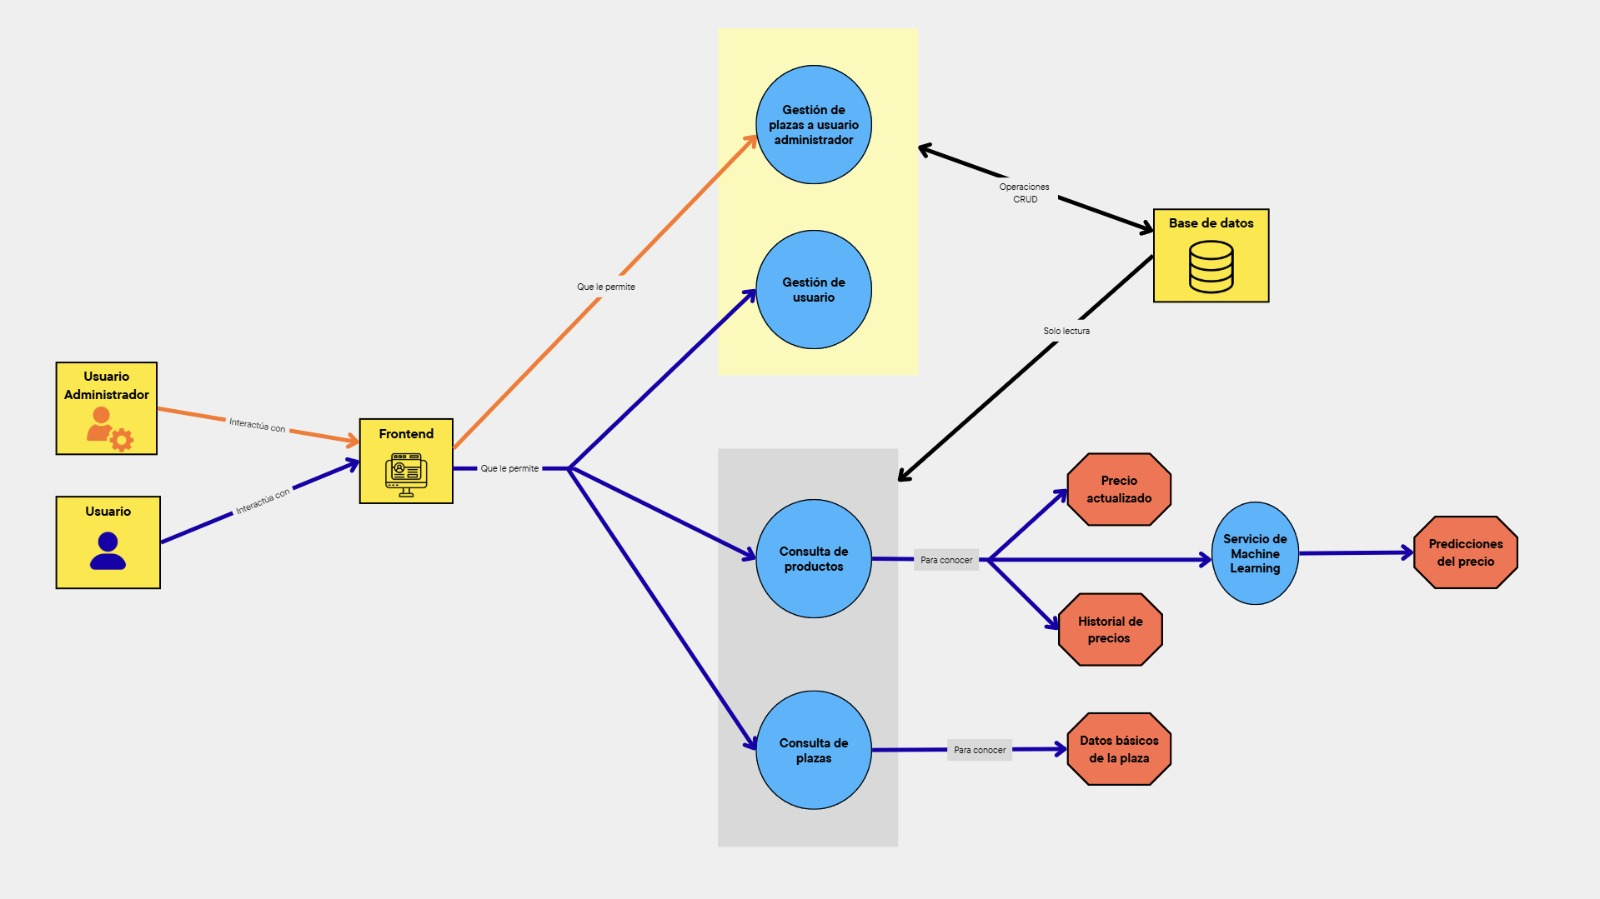 Gestión de
plazas a usuario
administrador
Operaciones
CRUD
Base de datos
Gestión de
usuario
Que le permite
Solo lectura
Usuario
Administrador
Interactúa con
Frontend
Que le permite
Usuario
Interactúa con
Precio
actualizado
Consulta de
productos
Para conocer
Servicio de
Machine
Learning
Predicciones
del precio
Historial de
precios
Consulta de
plazas
Para conocer
Datos básicos
de la plaza